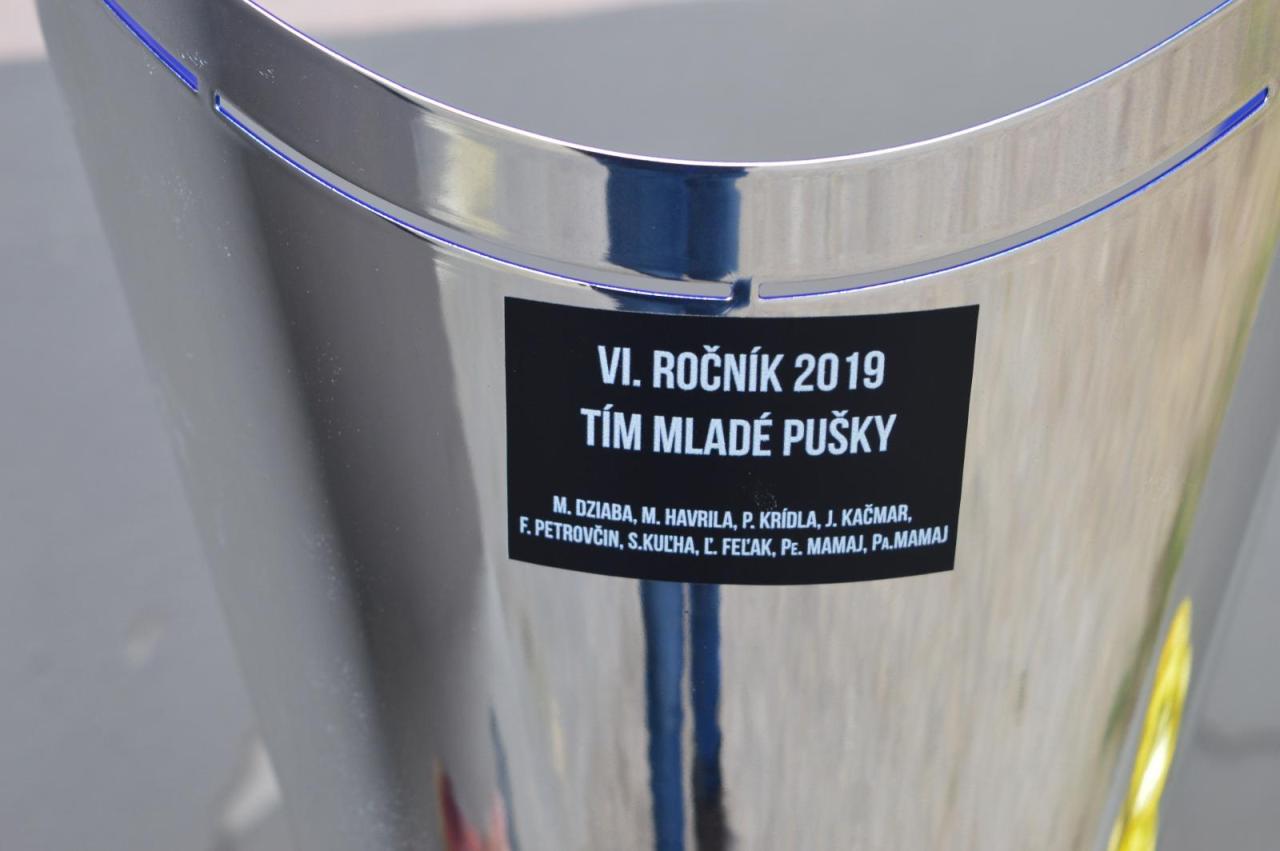 VI. ROČNÍK 2019
TÍM MLADÉ PUŠKY
M. DZIABA, M. HAVRILA, P. KRÍDLA, J. KAČMAR,
F. PETROVČIN, S.KUĽHA, Ľ. FEĽAK, PE. MAMAJ, PA.MAMAJ